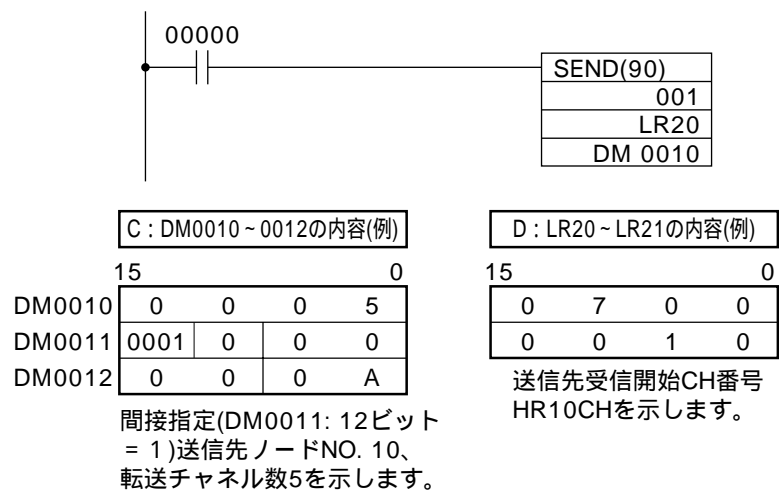 00000
SEND(90)
001
LR20
DM 0010
C : DM0010 ~ 0012の内容(例)
D : LR20 ~ LR21の内容(例)
15 0
15 0
DM0010 0 0 0 5
0 7 0 0
DM0011 0001 0 0 0
0 0 1 0
DM0012 0 0 0 A
送信先受信開始CH番号
HR10CHを示します。
間接指定(DM0011: 12ビット
= 1 )送信先ノードNO. 10、
転送チャネル数5を示します。